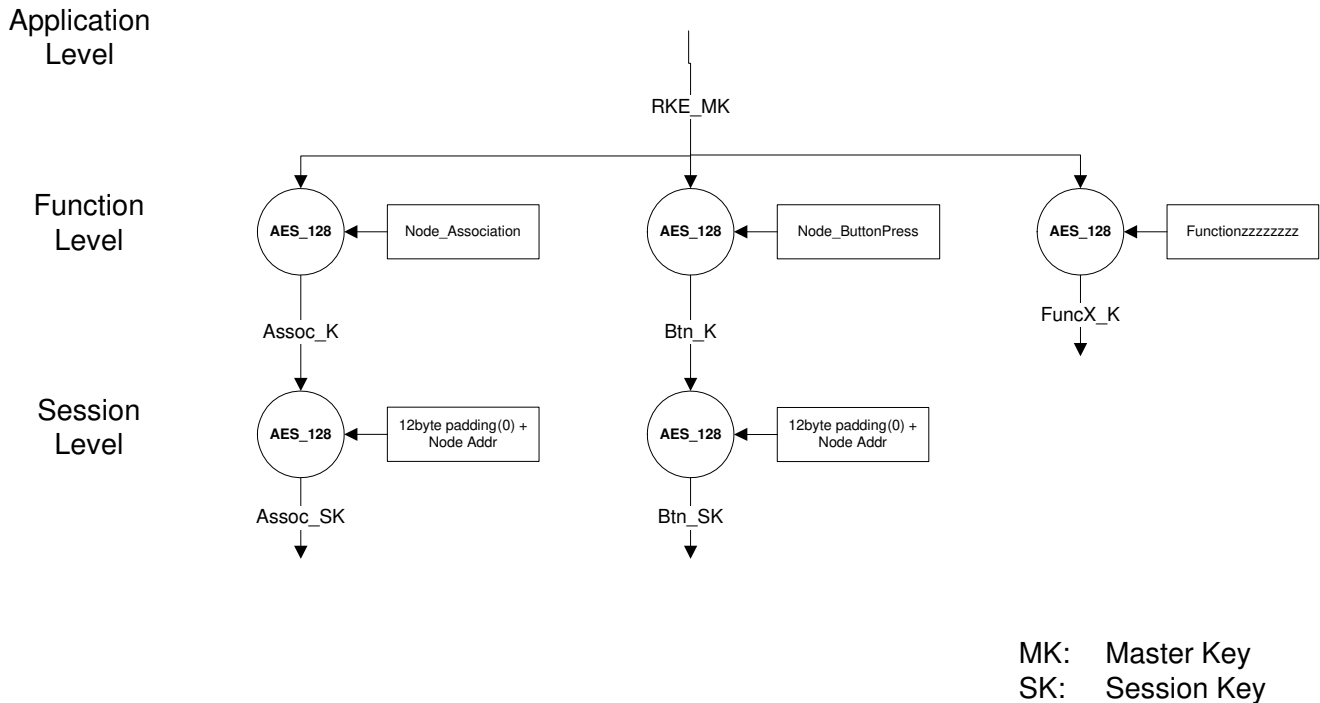 Application
Level
RKE_MK
Function
Level
AES_128
Node_Association
AES_128
Node_ButtonPress
AES_128
Functionzzzzzzzz
Assoc_K
Btn_K
FuncX_K
Session
Level
AES_128
12byte padding(0) +
Node Addr
AES_128
12byte padding(0) +
Node Addr
Assoc_SK
Btn_SK
MK: Master Key
SK: Session Key